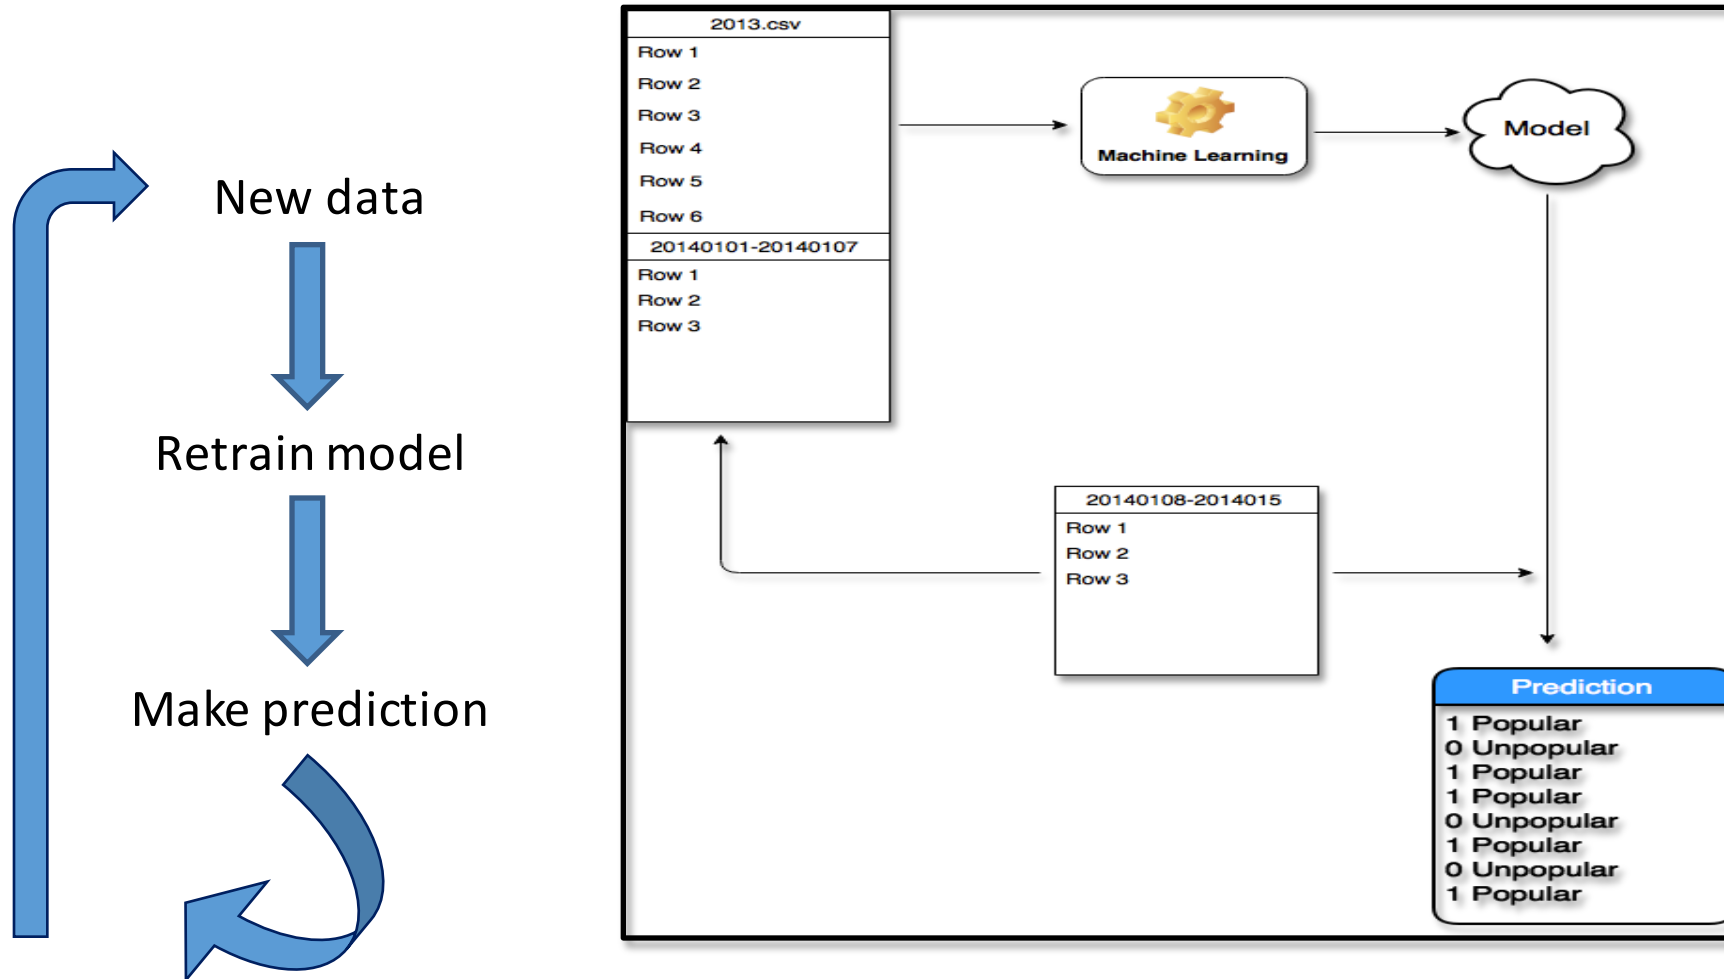 New data
Retrain model
Make prediction
2013.csv
Row 1
Row 2
Row 3
Row 4
Row 5
Row 6
20140101-20140107
Row 1
Row 2
Row 3
Machine Learning
Model
20140108-2014015
Row 1
Row 2
Row 3
Prediction
1 Popular
0 Unpopular
1 Popular
1 Popular
0 Unpopular
1 Popular
0 Unpopular
1 Popular